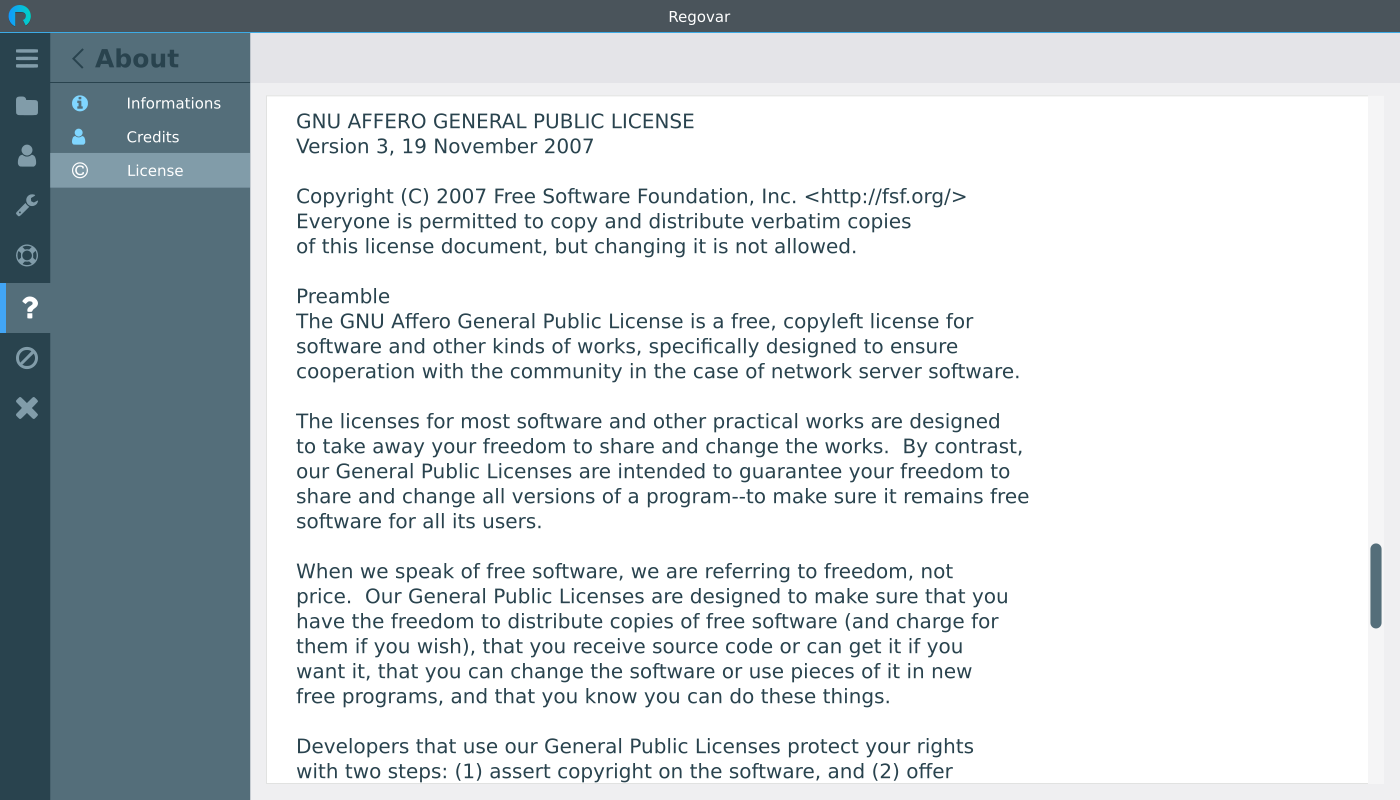 Regovar
About
Informations
Credits
License
GNU AFFERO GENERAL PUBLIC LICENSE
Version 3, 19 November 2007
Copyright (C) 2007 Free Software Foundation, Inc. <http://fsf.org/>
Everyone is permitted to copy and distribute verbatim copies
of this license document, but changing it is not allowed.
Preamble
The GNU Affero General Public License is a free, copyleft license for
software and other kinds of works, specifically designed to ensure
cooperation with the community in the case of network server software.
The licenses for most software and other practical works are designed
to take away your freedom to share and change the works.  By contrast,
our General Public Licenses are intended to guarantee your freedom to
share and change all versions of a program--to make sure it remains free
software for all its users.
When we speak of free software, we are referring to freedom, not
price.  Our General Public Licenses are designed to make sure that you
have the freedom to distribute copies of free software (and charge for
them if you wish), that you receive source code or can get it if you
want it, that you can change the software or use pieces of it in new
free programs, and that you know you can do these things.
Developers that use our General Public Licenses protect your rights
with two steps: (1) assert copyright on the software, and (2) offer